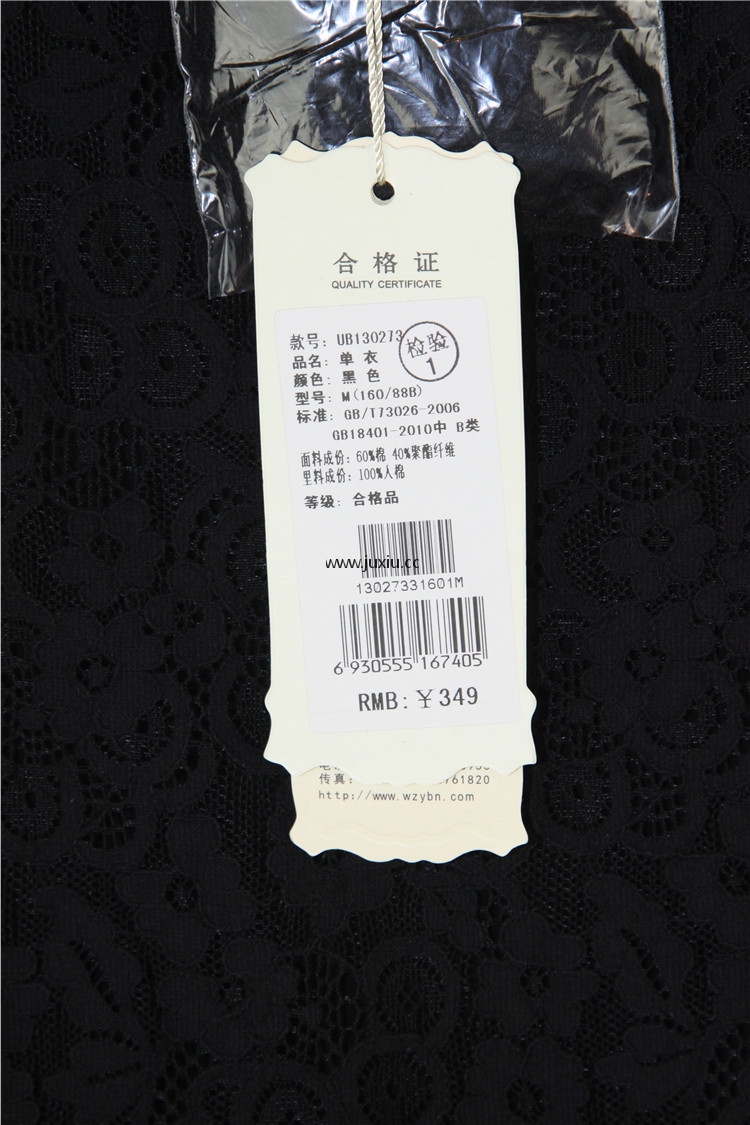 合格证
QUALITY CERTIFICATE
款号: UB130273
检验
1
品名: 单衣
颜色: 黑色
型号: M(160/88B)
标准: GB/T73026-2006
GB18401-2010中 B类
面料成份: 60%棉 40%聚酯纤维
里料成份: 100%人棉
等级: 合格品
www.juxiu.cc
13027331601M
6 930555 167405
RMB: ¥349
传真: 761820
http://www.wzybn.com